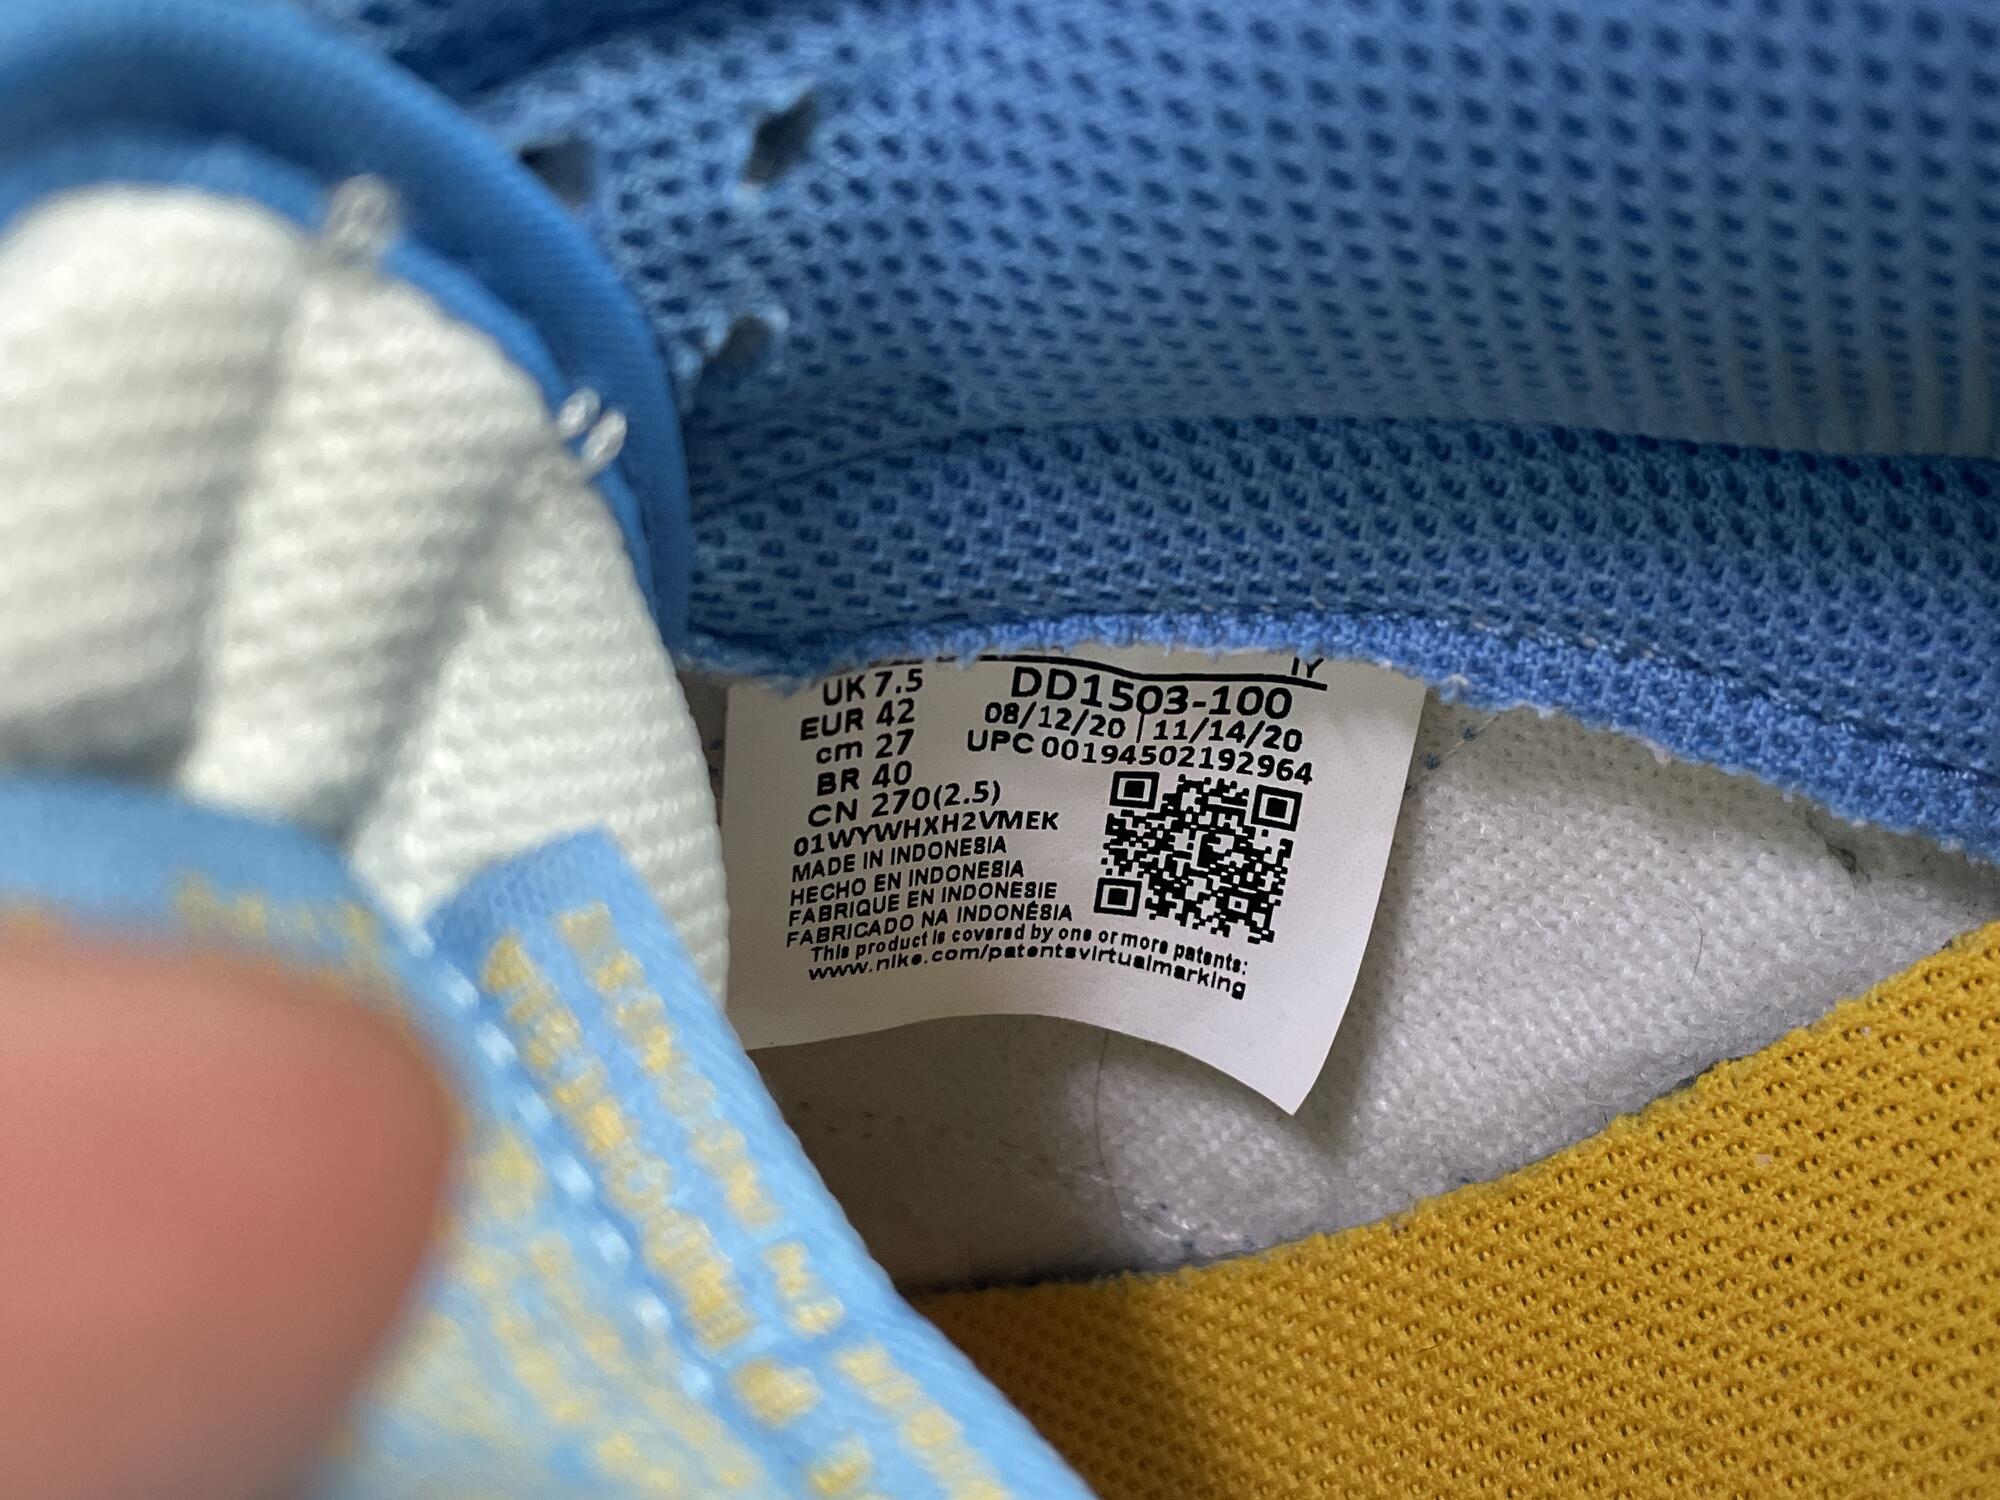 IY
UK 7.5
EUR 42
cm 27
BR 40
CN 270(2.5)
DD1503-100
08/12/20 | 11/14/20
UPC 00194502192964
01WYWHXH2VMEK
MADE IN INDONESIA
HECHO EN INDONESIA
FABRIQUE EN INDONESIE
FABRICADO NA INDONÉSIA
This product is covered by one or more patents:
www.nike.com/patentsvirtualmarking